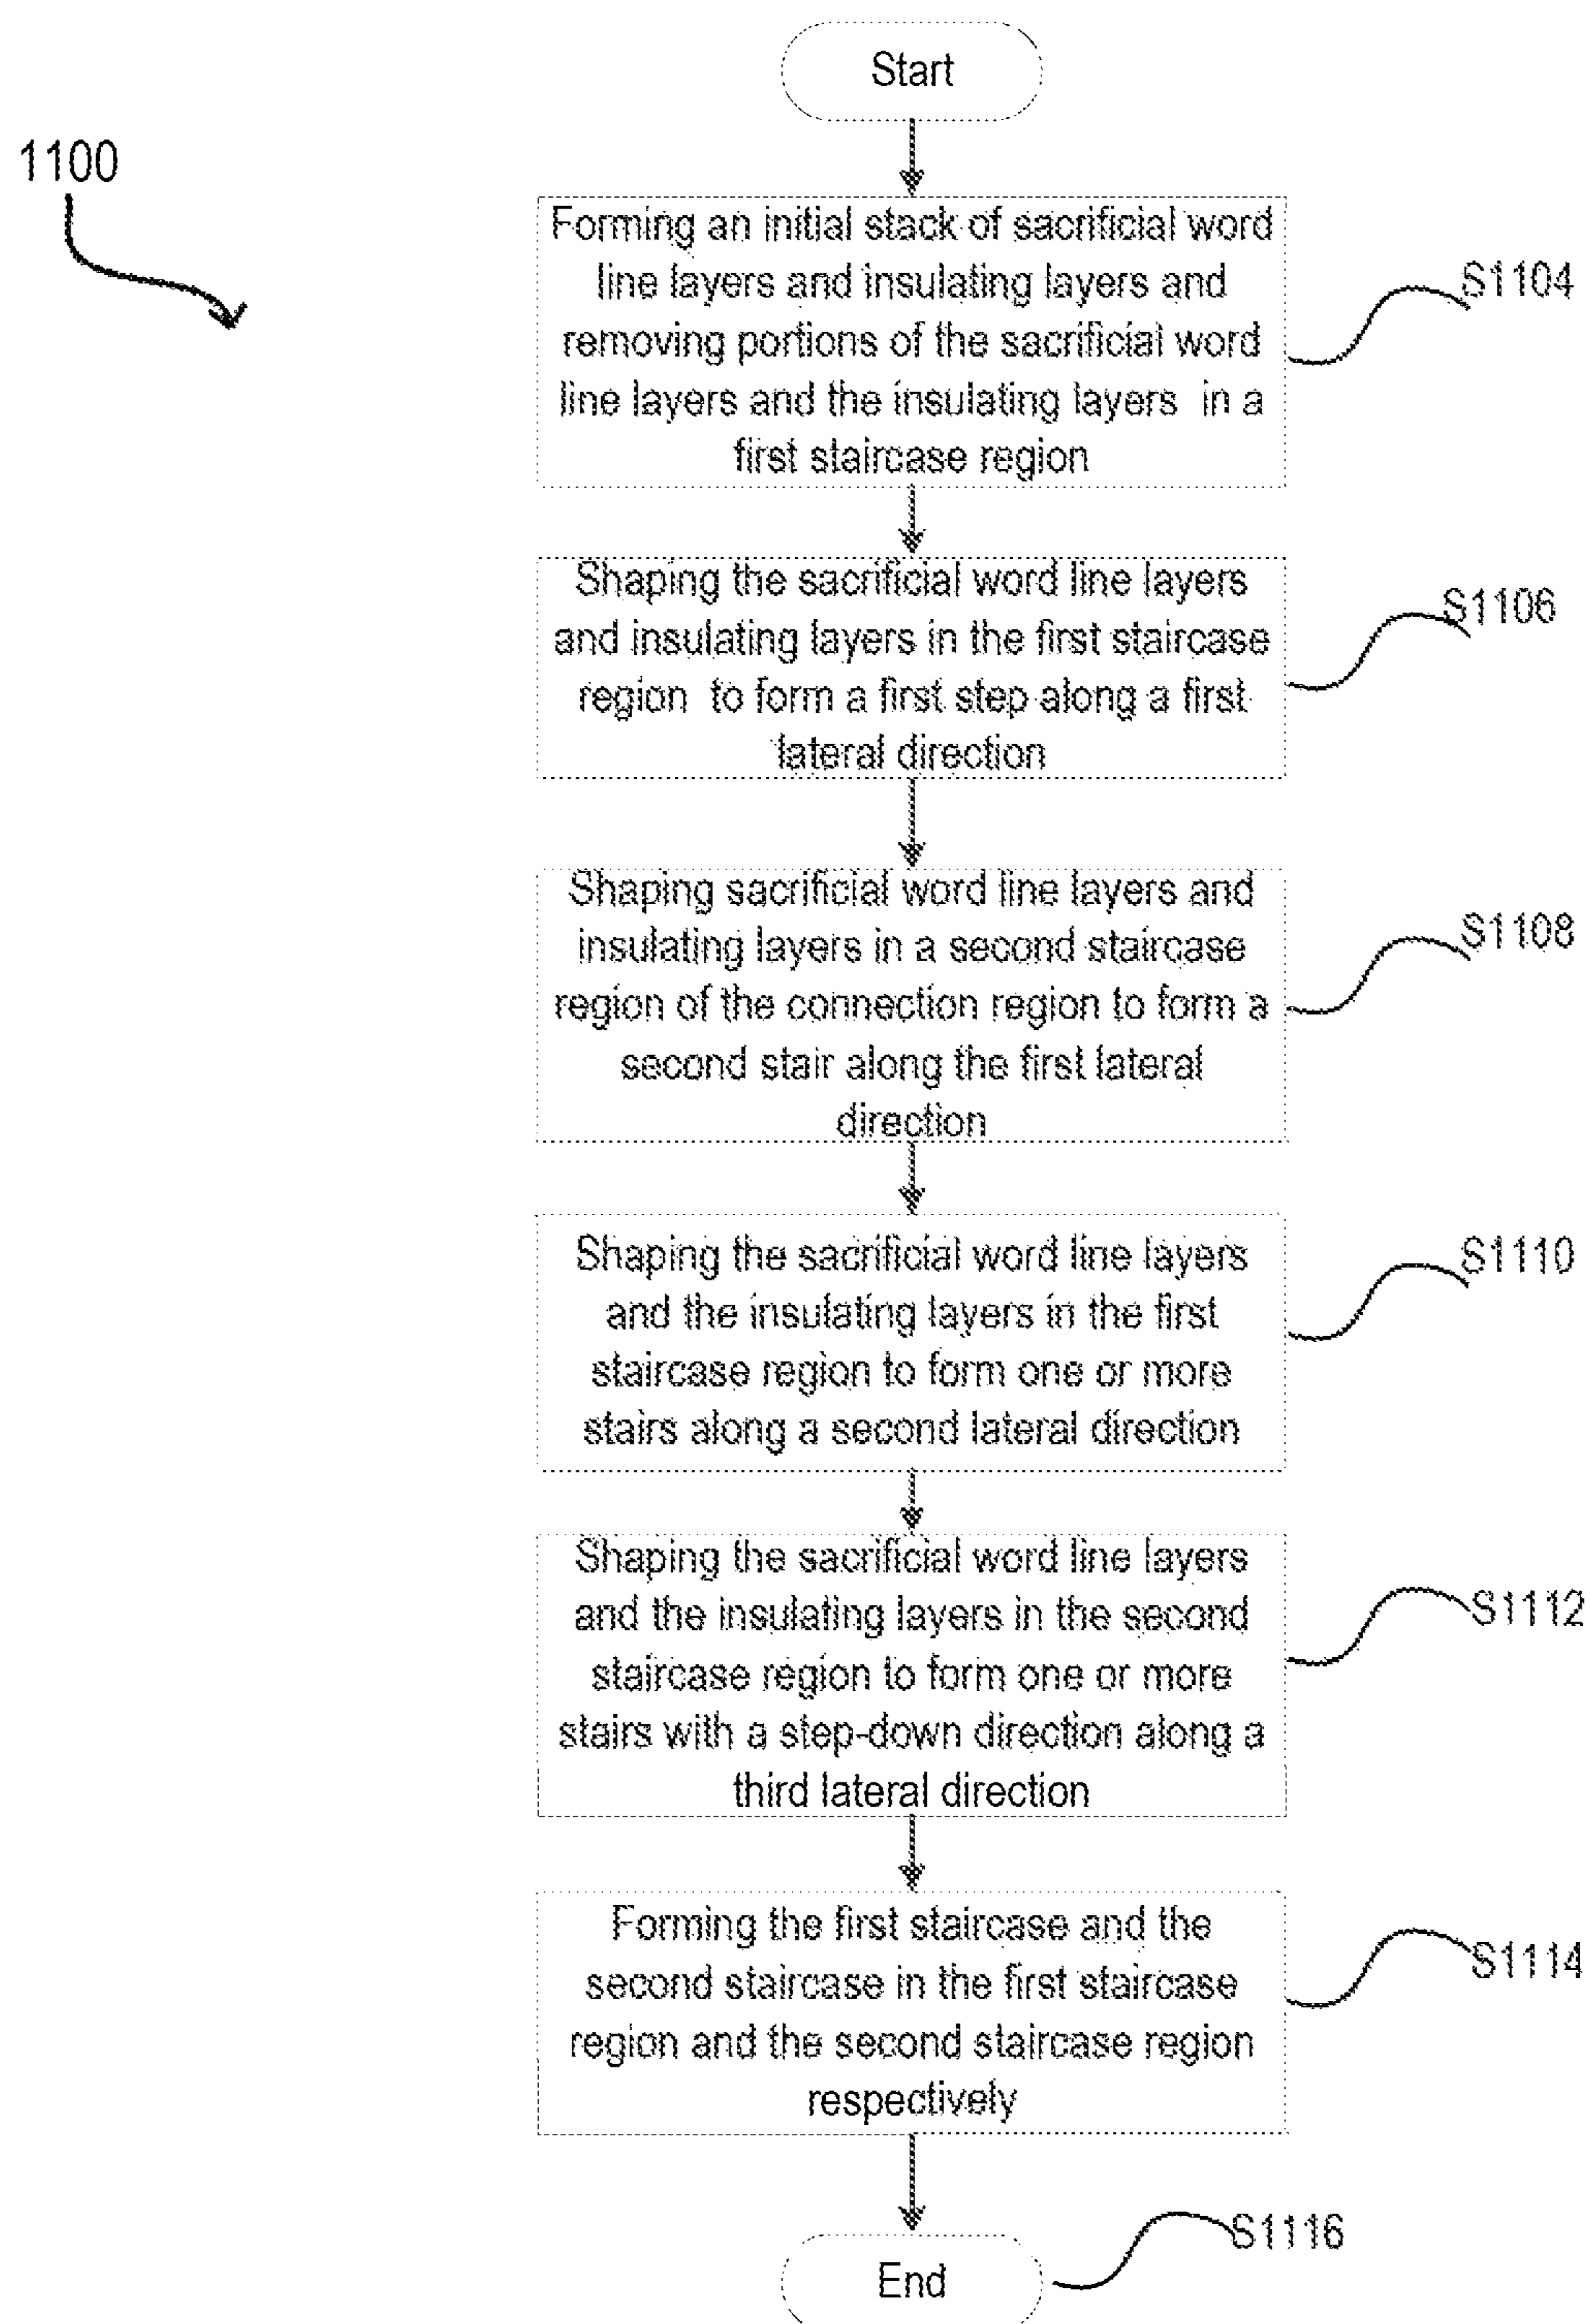 Start
1100
Forming an initial stack of sacrificial word
line layers and insulating layers and
removing portions of the sacrificial word
line layers and the insulating layers in a
first staircase region
S1104
Shaping the sacrificial word line layers
and insulating layers in the first staircase
region to form a first step along a first
lateral direction
S1106
Shaping sacrificial word line layers and
insulating layers in a second staircase
region of the connection region to form a
second stair along the first lateral
direction
S1108
Shaping the sacrificial word line layers
and the insulating layers in the first
staircase region to form one or more
stairs along a second lateral direction
S1110
Shaping the sacrificial word line layers
and the insulating layers in the second
staircase region to form one or more
stairs with a step-down direction along a
third lateral direction
S1112
Forming the first staircase and the
second staircase in the first staircase
region and the second staircase region
respectively
S1114
End
S1116